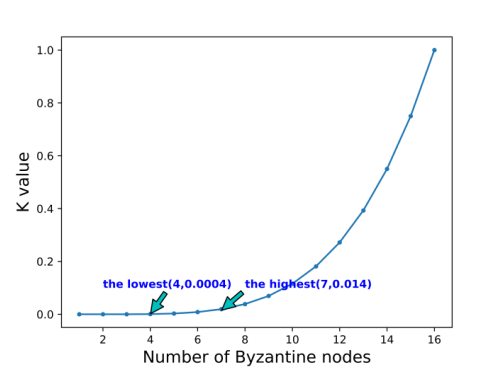 1.0
0.8
0.6
0.4
0.2
0.0
K value
the lowest(4,0.0004) the highest(7,0.014)
2 4 6 8 10 12 14 16
Number of Byzantine nodes